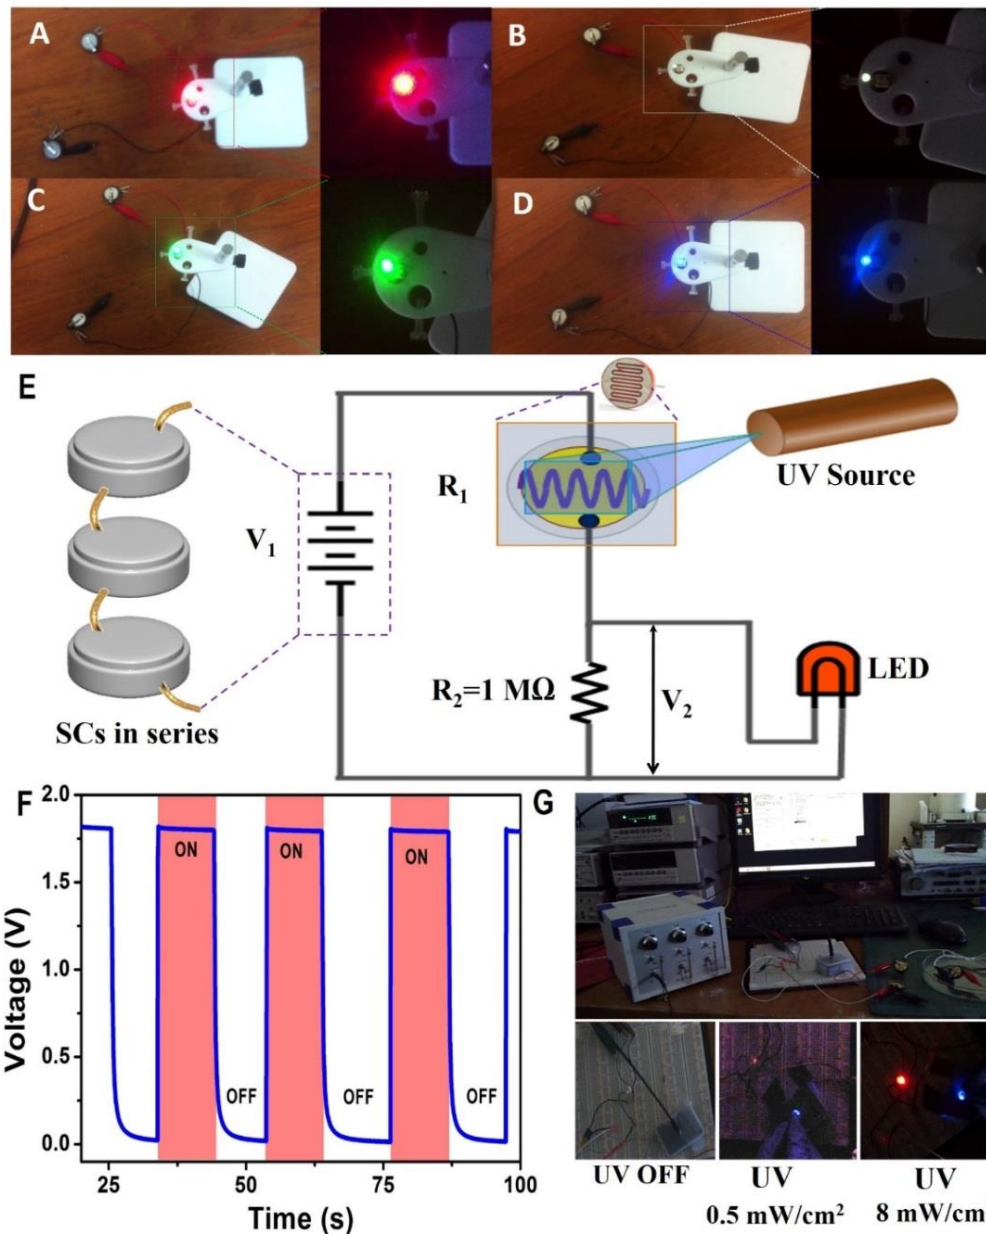 A
B
C
D
E
V₁
R₁
UV Source
R₂=1 MΩ
V₂
LED
SCs in series
F
Voltage (V)
2.0
1.5
1.0
0.5
0.0
ON
ON
ON
OFF
OFF
OFF
25
50
75
100
Time (s)
G
UV OFF
UV
0.5 mW/cm²
UV
8 mW/cm